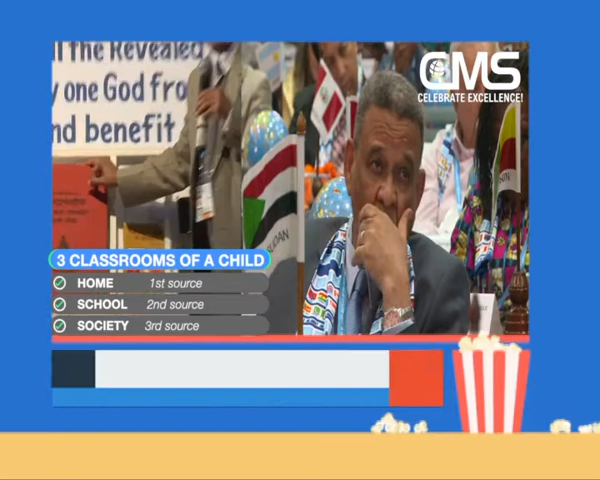 ll the Revealed
y one God fro
nd benefit
CMS
CELEBRATE EXCELLENCE!
SUDAN
3 CLASSROOMS OF A CHILD
HOME 1st source
SCHOOL 2nd source
SOCIETY 3rd source